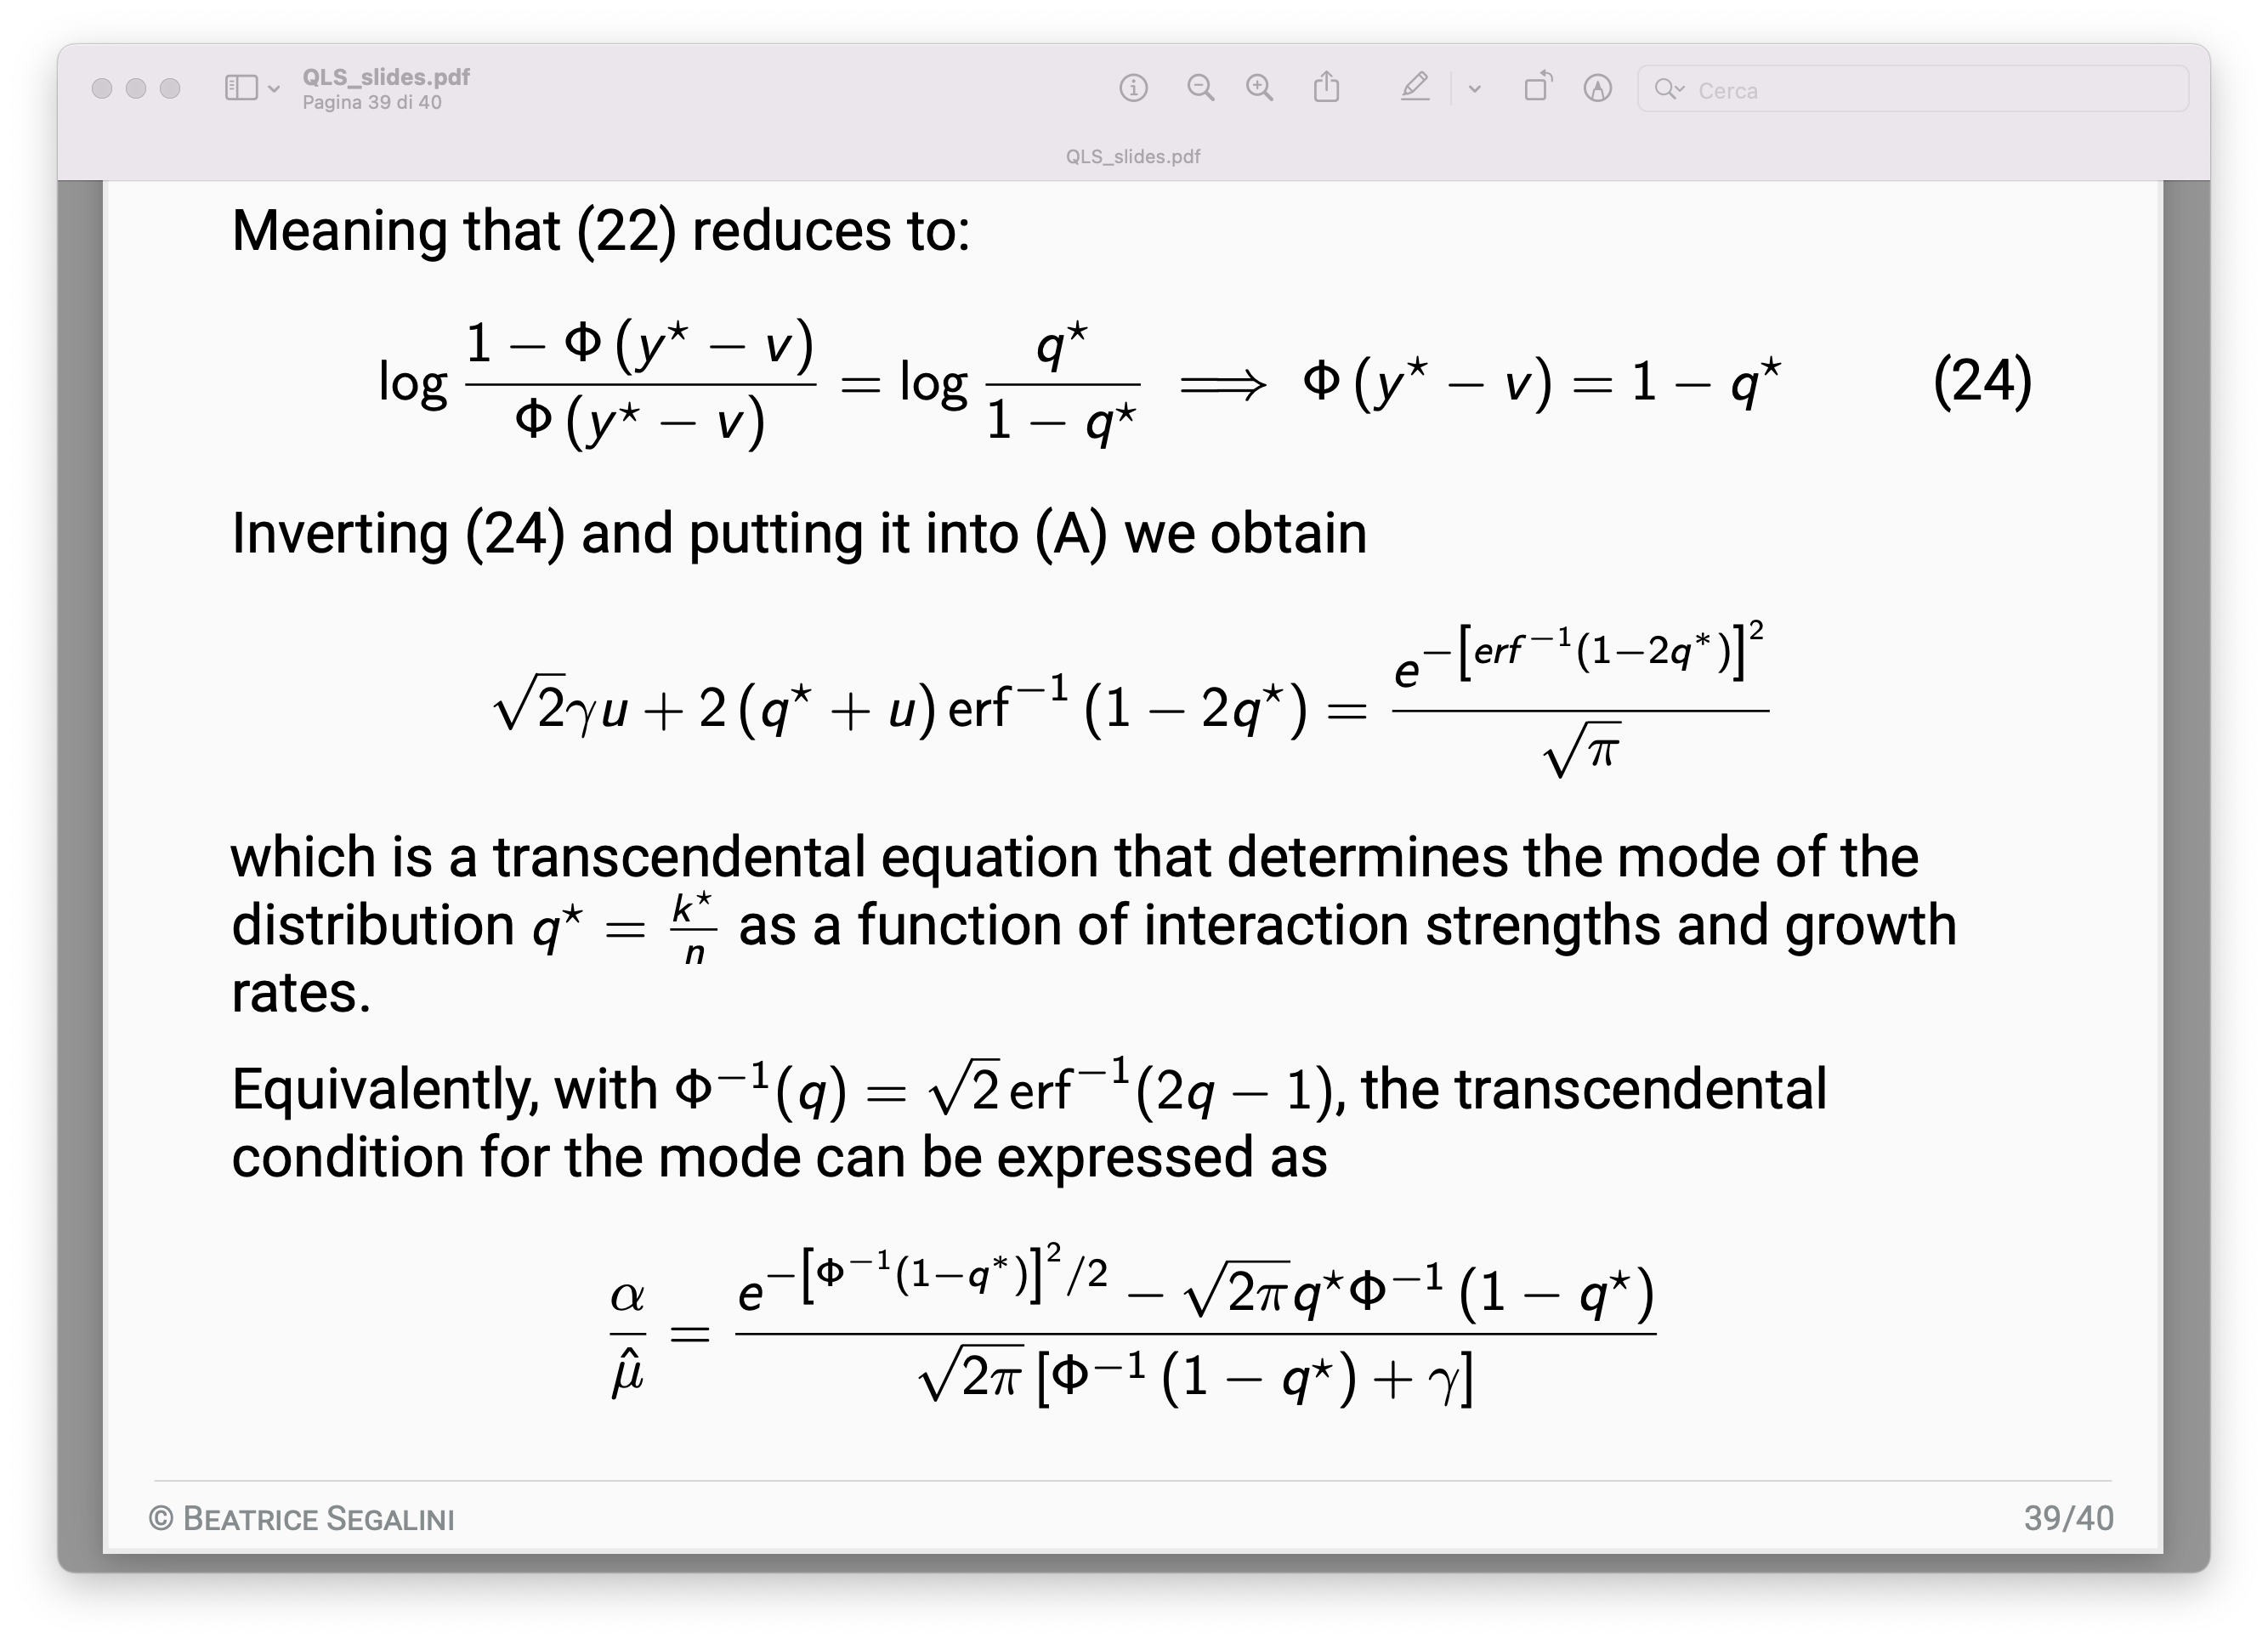 QLS_slides.pdf
Pagina 39 di 40
Cerca
QLS_slides.pdf
Meaning that (22) reduces to:
log (1 − Φ(y⋆ − v)) / (Φ(y⋆ − v)) = log q⋆ / (1 − q⋆) ⟹ Φ(y⋆ − v) = 1 − q⋆ (24)
Inverting (24) and putting it into (A) we obtain
√2γu + 2(q⋆ + u) erf⁻¹(1 − 2q⋆) = e^{−[erf⁻¹(1−2q*)]²} / √π
which is a transcendental equation that determines the mode of the
distribution q⋆ = k⋆/n as a function of interaction strengths and growth
rates.
Equivalently, with Φ⁻¹(q) = √2 erf⁻¹(2q − 1), the transcendental
condition for the mode can be expressed as
α/μ̂ = (e^{−[Φ⁻¹(1−q*)]²/2} − √2π q⋆Φ⁻¹(1 − q⋆)) / (√2π [Φ⁻¹(1 − q⋆) + γ])
© BEATRICE SEGALINI
39/40